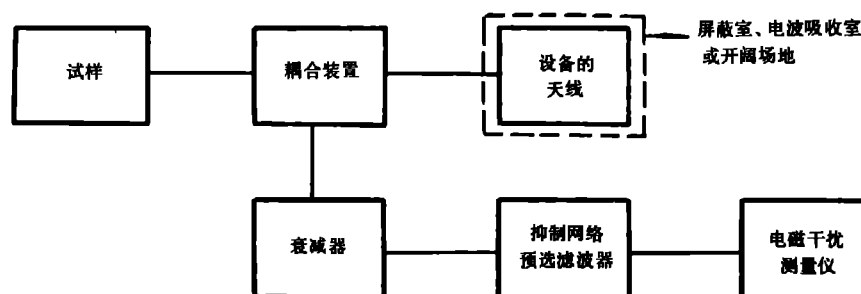 试样
耦合装置
设备的
天线
屏蔽室、电波吸收室
或开阔场地
衰减器
抑制网络
预选滤波器
电磁干扰
测量仪